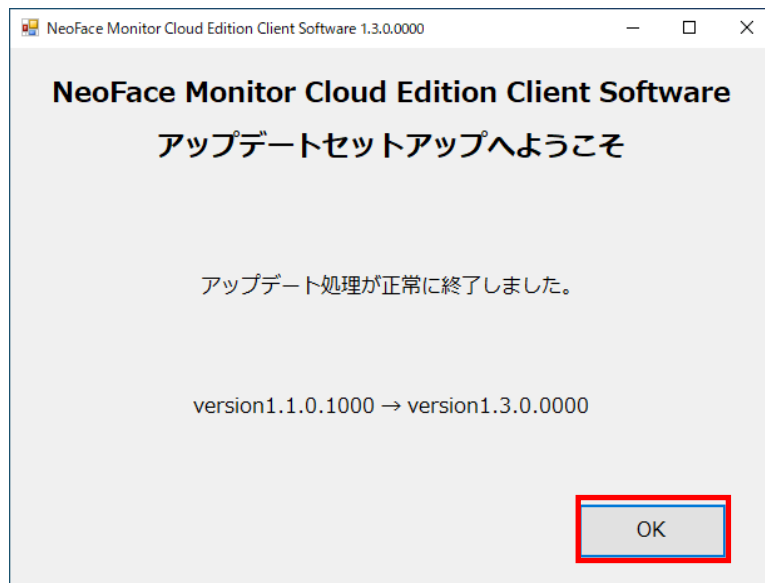 NeoFace Monitor Cloud Edition Client Software 1.3.0.0000
NeoFace Monitor Cloud Edition Client Software
アップデートセットアップへようこそ
アップデート処理が正常に終了しました。
version1.1.0.1000 → version1.3.0.0000
OK